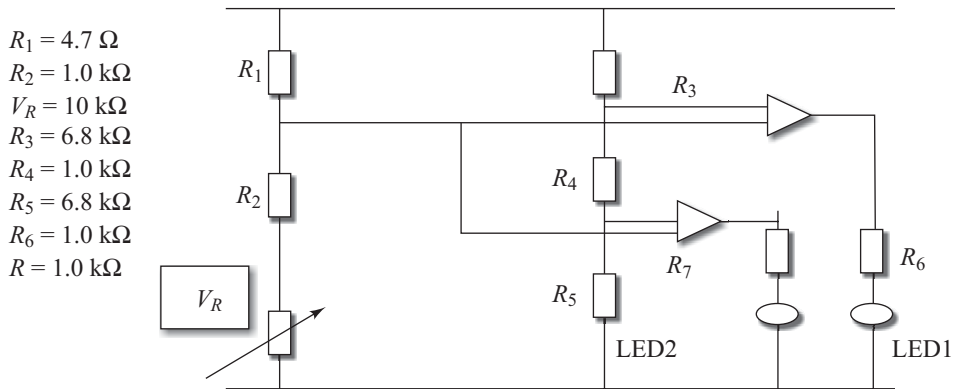 R1 = 4.7 Ω
R2 = 1.0 kΩ
VR = 10 kΩ
R3 = 6.8 kΩ
R4 = 1.0 kΩ
R5 = 6.8 kΩ
R6 = 1.0 kΩ
R = 1.0 kΩ
R1
R3
R2
R4
VR
R7
R5
R6
LED2
LED1